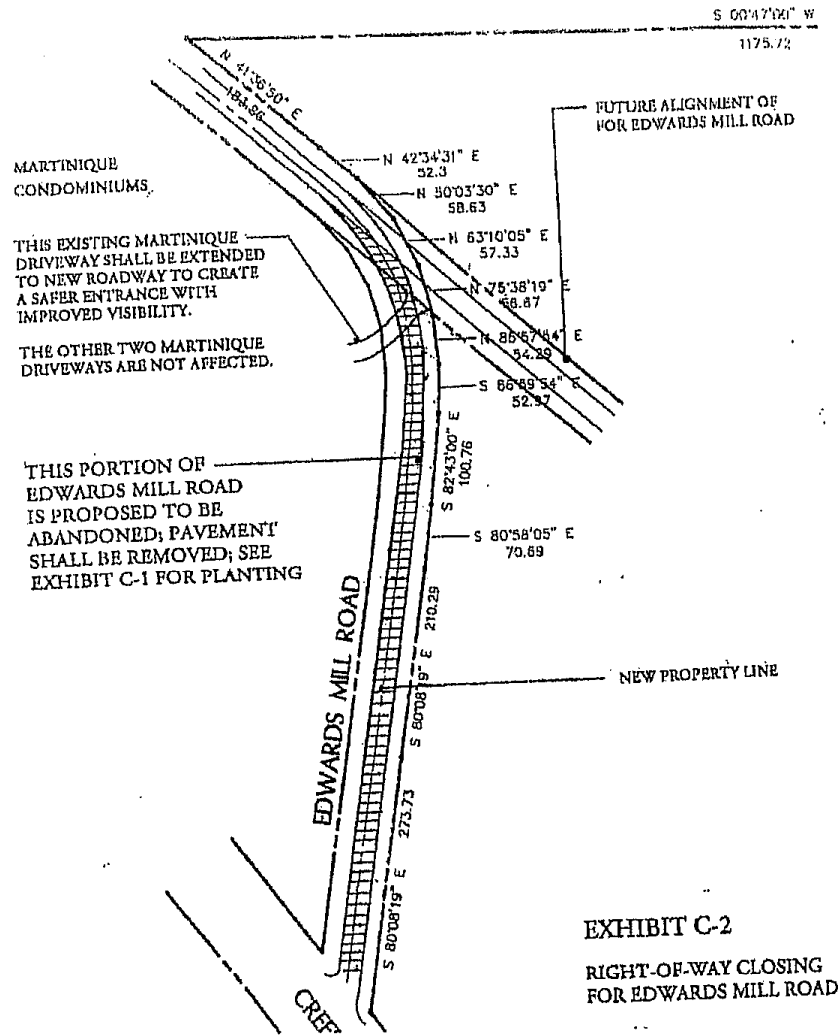 S 00°47'00" W
1175.72
N 41°36'50" E
FUTURE ALIGNMENT OF
FOR EDWARDS MILL ROAD
N 42°34'31" E
52.3
MARTINIQUE
CONDOMINIUMS.
N 50°03'30" E
58.63
N 63°10'05" E
57.33
THIS EXISTING MARTINIQUE
DRIVEWAY SHALL BE EXTENDED
TO NEW ROADWAY TO CREATE
A SAFER ENTRANCE WITH
IMPROVED VISIBILITY.
N 75°38'19" E
THE OTHER TWO MARTINIQUE
DRIVEWAYS ARE NOT AFFECTED.
54.29
52.97
S 82°43'00" E
100.76
THIS PORTION OF
EDWARDS MILL ROAD
IS PROPOSED TO BE
ABANDONED; PAVEMENT
SHALL BE REMOVED; SEE
EXHIBIT C-1 FOR PLANTING
S 80°58'05" E
70.69
EDWARDS MILL ROAD
S 80°08'19" E
210.29
NEW PROPERTY LINE
S 80°08'19" E
273.73
EXHIBIT C-2
RIGHT-OF-WAY CLOSING
FOR EDWARDS MILL ROAD